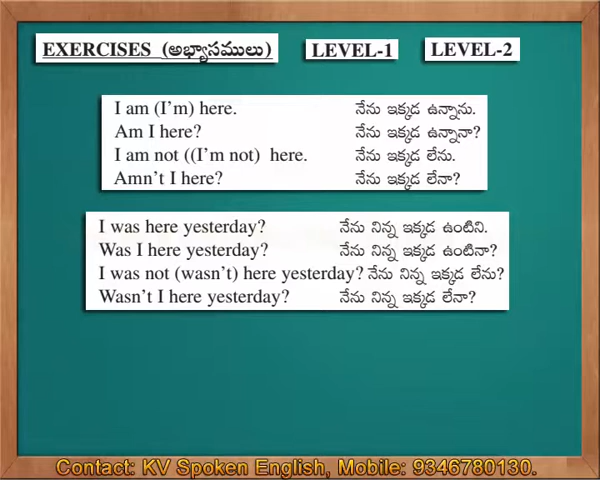 EXERCISES (అభ్యాసములు) LEVEL-1 LEVEL-2
I am (I'm) here. నేను ఇక్కడ ఉన్నాను.
Am I here? నేను ఇక్కడ ఉన్నానా?
I am not ((I'm not) here. నేను ఇక్కడ లేను.
Amn't I here? నేను ఇక్కడ లేనా?
I was here yesterday? నేను నిన్న ఇక్కడ ఉంటిని.
Was I here yesterday? నేను నిన్న ఇక్కడ ఉంటినా?
I was not (wasn't) here yesterday? నేను నిన్న ఇక్కడ లేను?
Wasn't I here yesterday? నేను నిన్న ఇక్కడ లేనా?
Contact: KV Spoken English, Mobile: 9346780130.